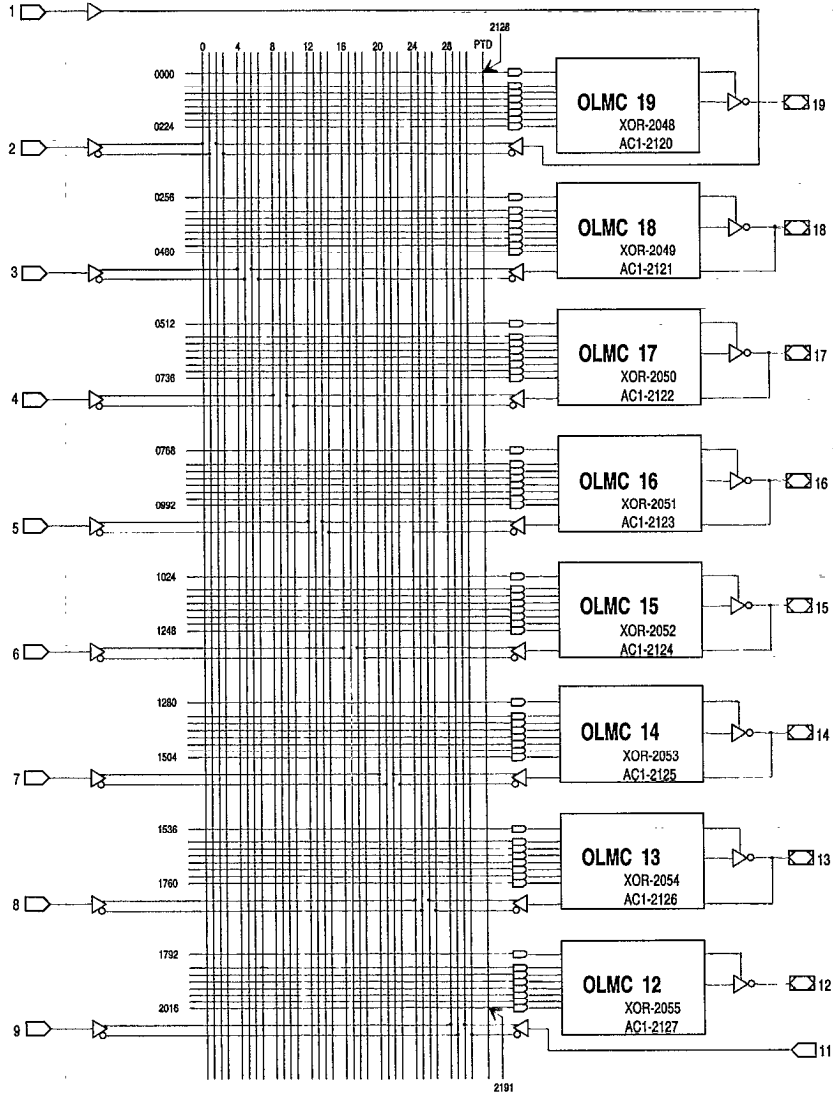 1
2128
0 4 8 12 16 20 24 28 PTD
0000
OLMC 19
XOR-2048
AC1-2120
19
0224
2
0256
OLMC 18
XOR-2049
AC1-2121
18
0480
3
0512
OLMC 17
XOR-2050
AC1-2122
17
0736
4
0768
OLMC 16
XOR-2051
AC1-2123
16
0992
5
1024
OLMC 15
XOR-2052
AC1-2124
15
1248
6
1280
OLMC 14
XOR-2053
AC1-2125
14
1504
7
1536
OLMC 13
XOR-2054
AC1-2126
13
1760
8
1792
OLMC 12
XOR-2055
AC1-2127
12
2016
9
11
2191